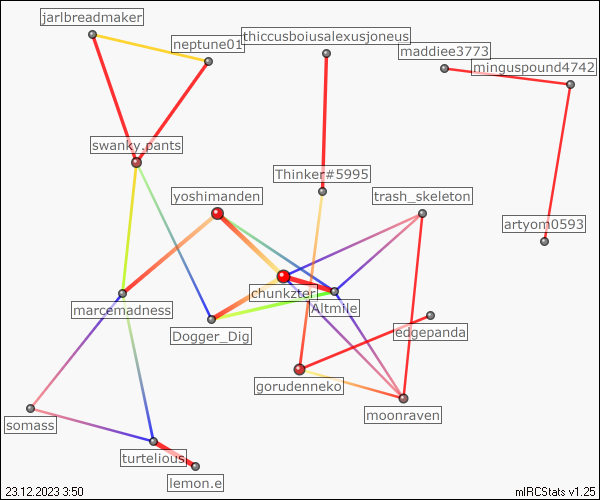 jarlbreadmaker
neptune01
thiccusboiusalexusjoneus
maddiee3773
minguspound4742
swanky.pants
Thinker#5995
yoshimanden
trash_skeleton
artyom0593
chunkzter
marcemadness
Altmile
Dogger_Dig
edgepanda
gorudenneko
moonraven
somass
turtelious
lemon.e
23.12.2023 3:50
mIRCStats v1.25